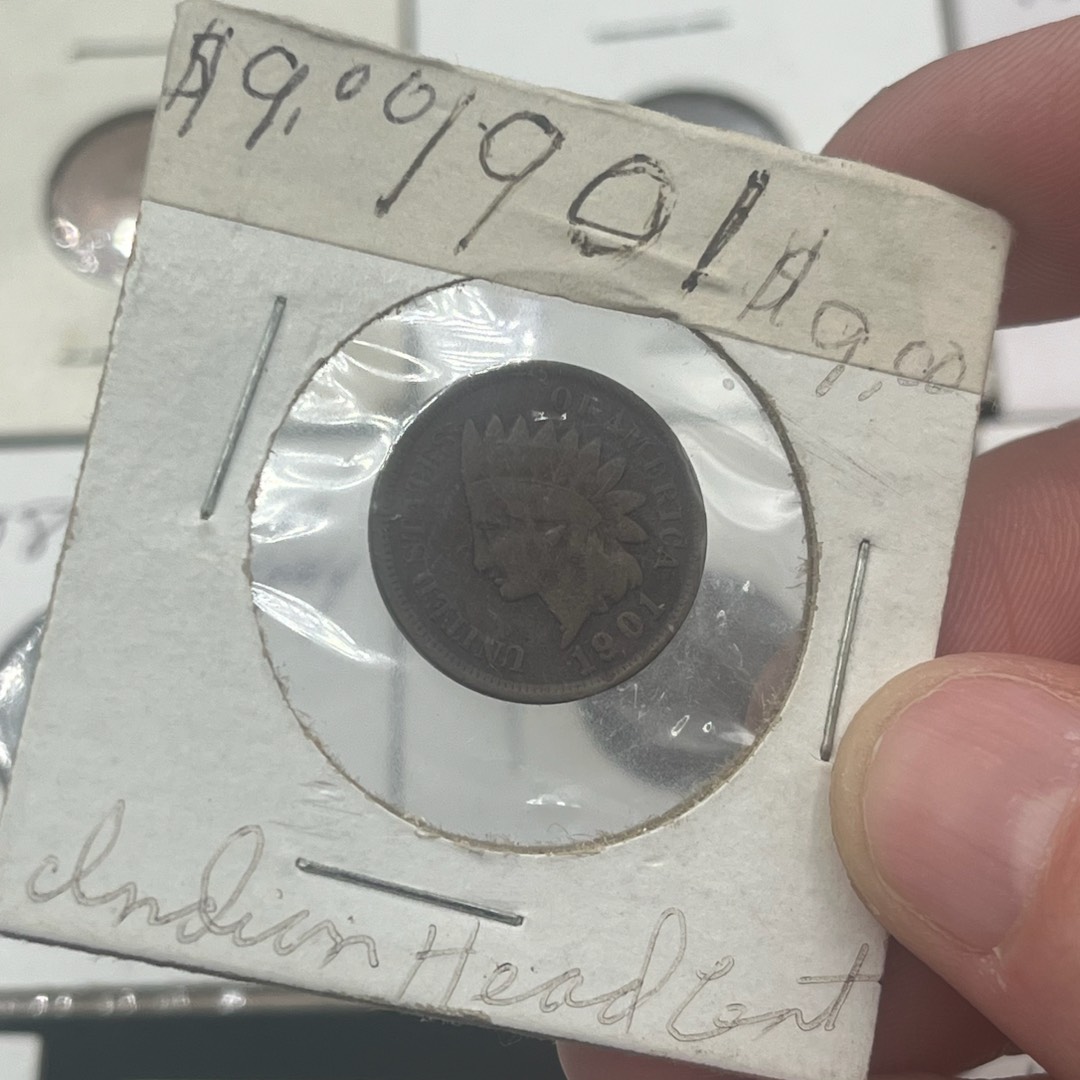 $9.00 1901 $9.00
UNITED STATES OF AMERICA
1901
Indian Head Cent